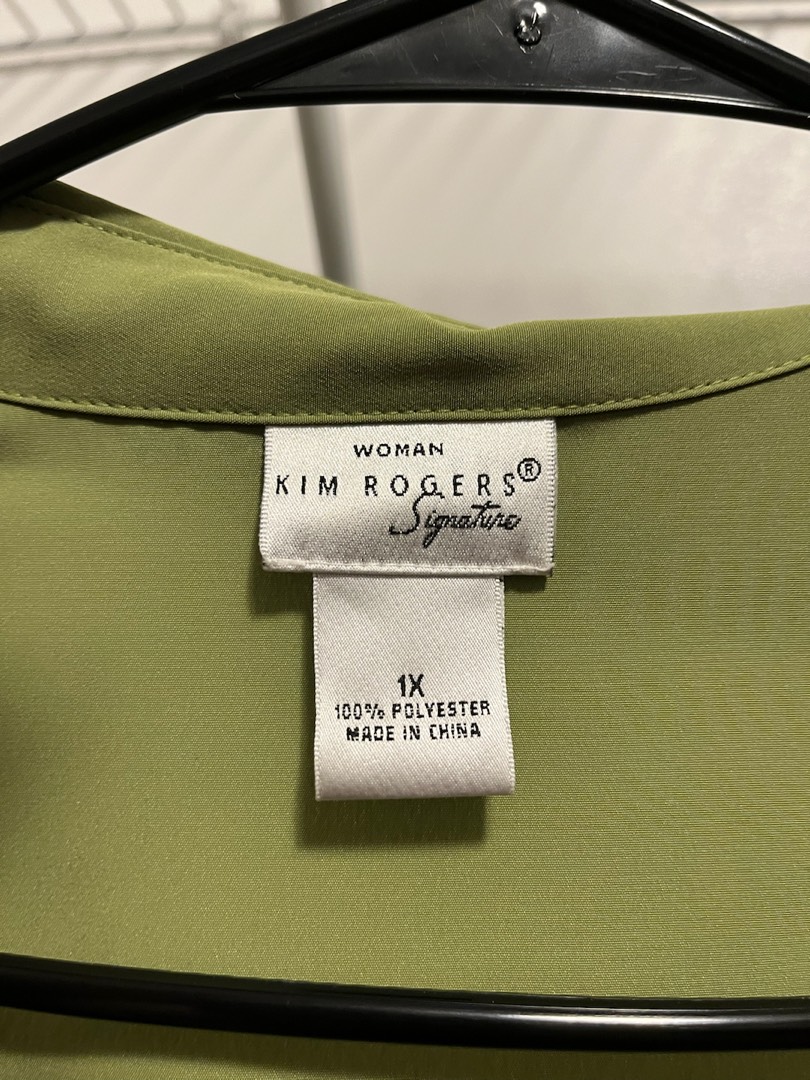 WOMAN
KIM ROGERS®
Signature
1X
100% POLYESTER
MADE IN CHINA